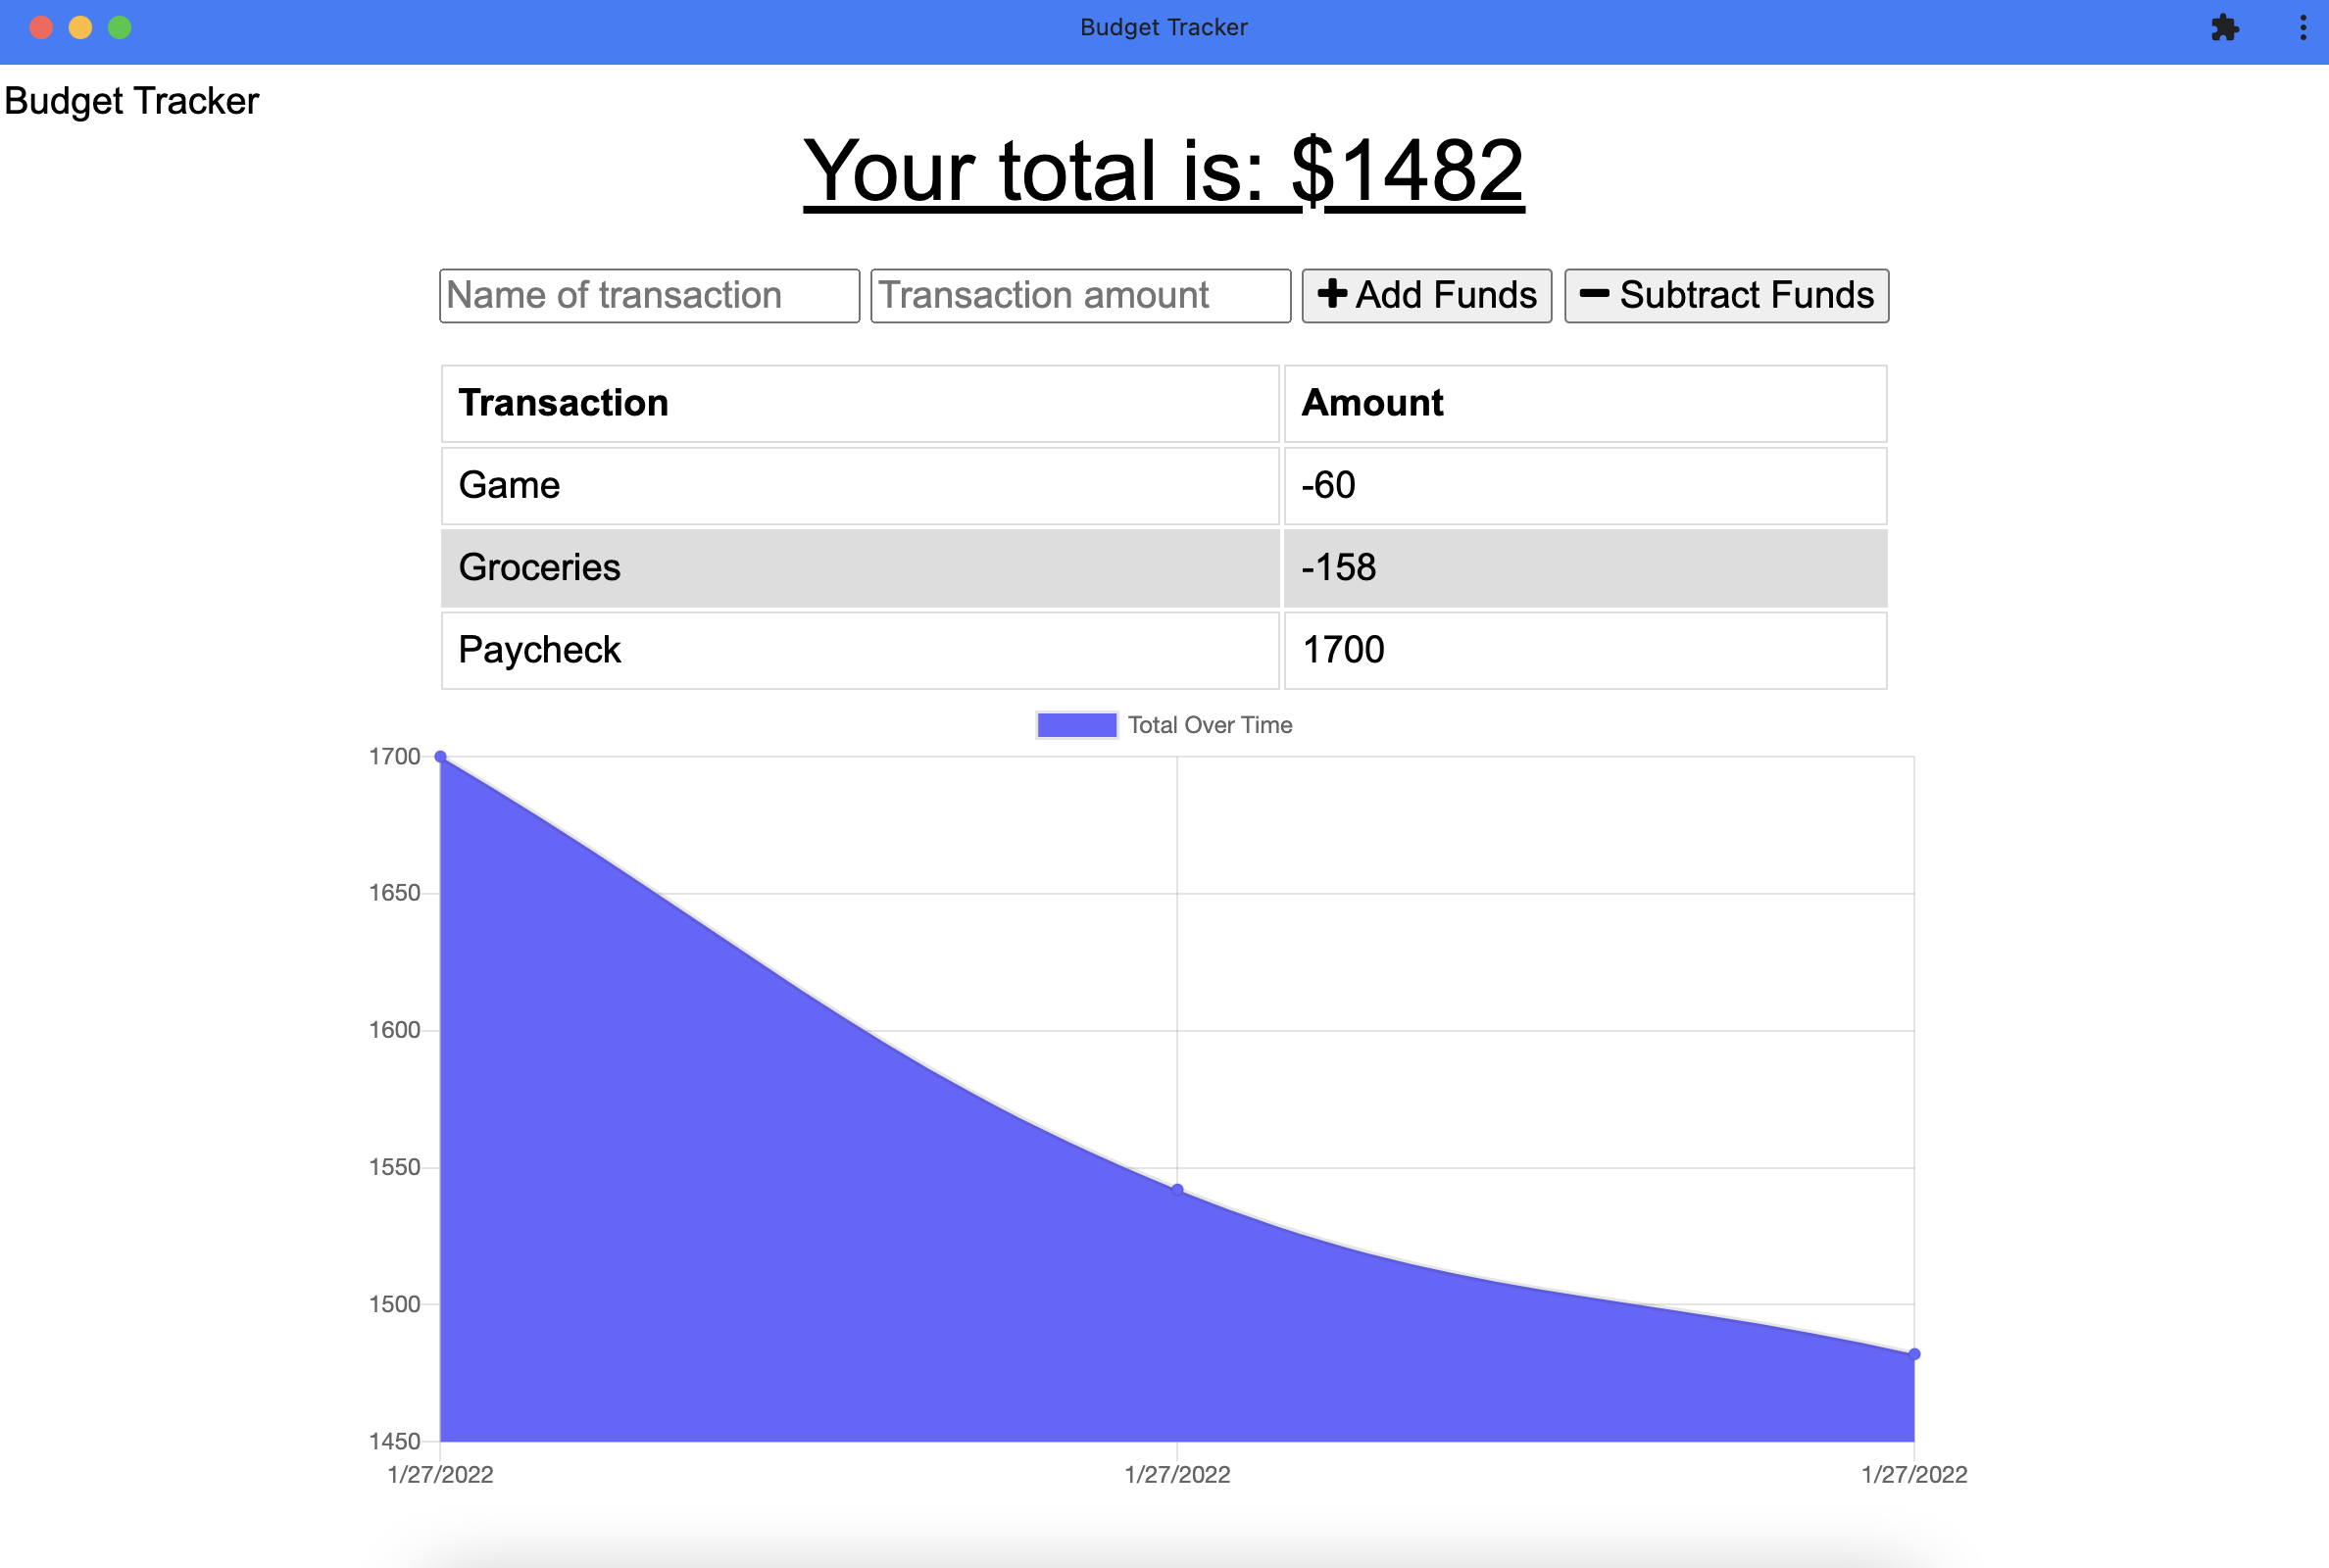 Budget Tracker
Budget Tracker
Your total is: $1482
Name of transaction Transaction amount Add Funds Subtract Funds
Transaction Amount
Game -60
Groceries -158
Paycheck 1700
Total Over Time
1700
1650
1600
1550
1500
1450
1/27/2022 1/27/2022 1/27/2022